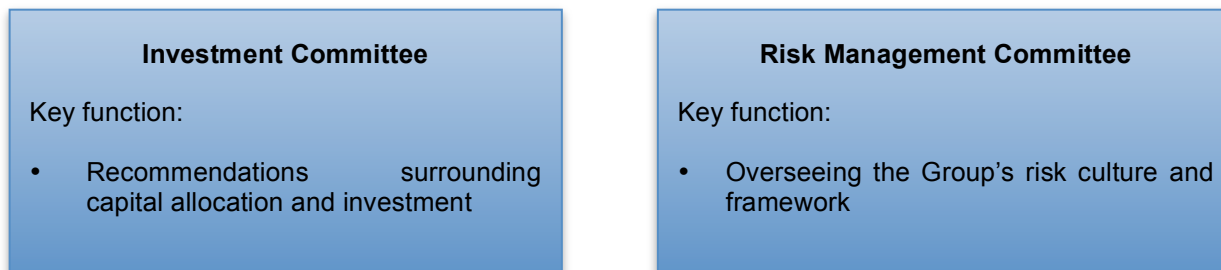 Investment Committee
Key function:
• Recommendations surrounding
capital allocation and investment
Risk Management Committee
Key function:
• Overseeing the Group's risk culture and
framework